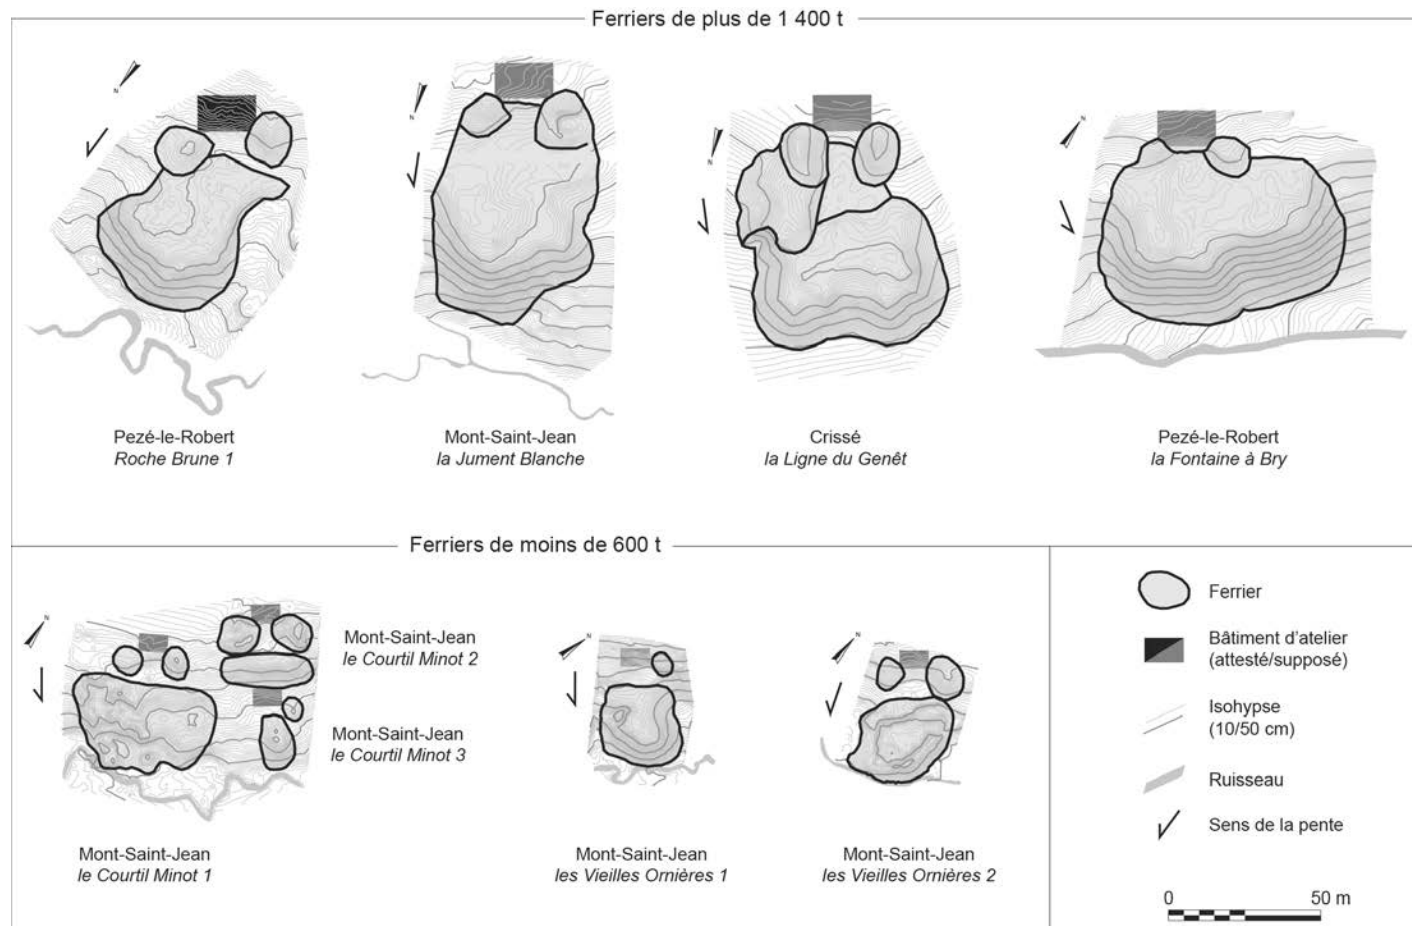 Ferriers de plus de 1 400 t
N
N
N
N
Pezé-le-Robert
Roche Brune 1
Mont-Saint-Jean
la Jument Blanche
Crissé
la Ligne du Genêt
Pezé-le-Robert
la Fontaine à Bry
Ferriers de moins de 600 t
N
N
N
Mont-Saint-Jean
le Courtil Minot 2
Mont-Saint-Jean
le Courtil Minot 3
Mont-Saint-Jean
le Courtil Minot 1
Mont-Saint-Jean
les Vieilles Ornières 1
Mont-Saint-Jean
les Vieilles Ornières 2
Ferrier
Bâtiment d'atelier
(attesté/supposé)
Isohypse
(10/50 cm)
Ruisseau
Sens de la pente
0 50 m